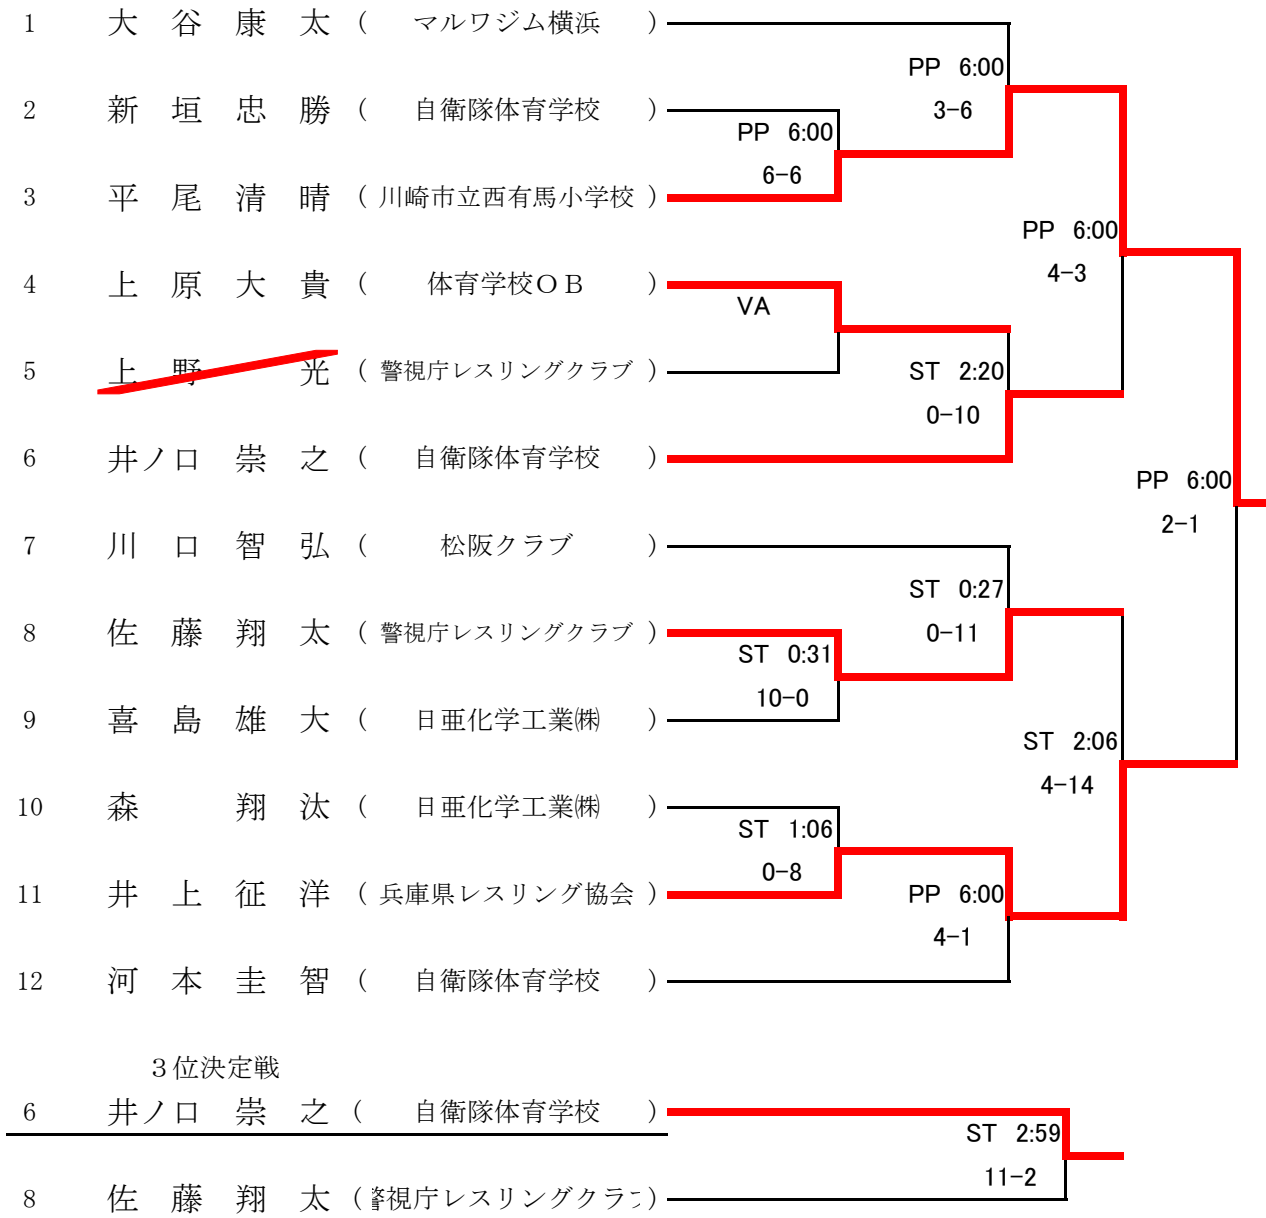 1 大谷康太 ( マルワジム横浜 )
PP 6:00
3-6
2 新垣忠勝 ( 自衛隊体育学校 )
PP 6:00
6-6
3 平尾清晴 ( 川崎市立西有馬小学校 )
PP 6:00
4-3
4 上原大貴 ( 体育学校OB )
VA
5 上野光 ( 警視庁レスリングクラブ )
ST 2:20
0-10
6 井ノ口崇之 ( 自衛隊体育学校 )
PP 6:00
2-1
7 川口智弘 ( 松阪クラブ )
ST 0:27
0-11
8 佐藤翔太 ( 警視庁レスリングクラブ )
ST 0:31
10-0
9 喜島雄大 ( 日亜化学工業㈱ )
ST 2:06
4-14
10 森翔汰 ( 日亜化学工業㈱ )
ST 1:06
0-8
11 井上征洋 ( 兵庫県レスリング協会 )
PP 6:00
4-1
12 河本圭智 ( 自衛隊体育学校 )
3位決定戦
6 井ノ口崇之 ( 自衛隊体育学校 )
ST 2:59
11-2
8 佐藤翔太 ( 警視庁レスリングクラブ )